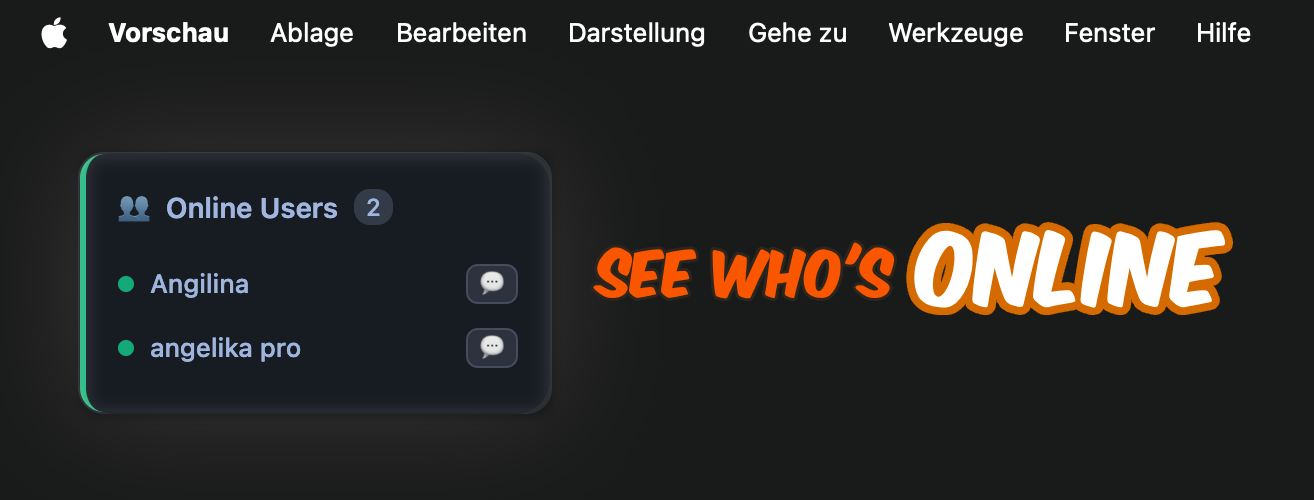 Vorschau Ablage Bearbeiten Darstellung Gehe zu Werkzeuge Fenster Hilfe
Online Users 2
Angilina
angelika pro
SEE WHO'S ONLINE